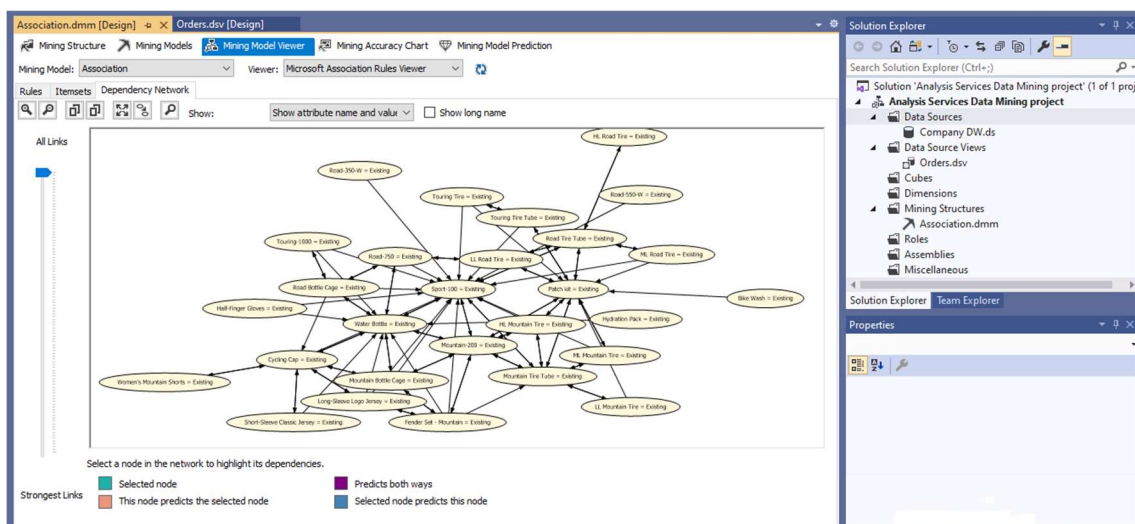 Association.dmm [Design]
Orders.dsv [Design]
Mining Structure
Mining Models
Mining Model Viewer
Mining Accuracy Chart
Mining Model Prediction
Mining Model:
Association
Viewer:
Microsoft Association Rules Viewer
Rules
Itemsets
Dependency Network
Show:
Show attribute name and value
Show long name
All Links
HL Road Tire = Existing
Road-350-W = Existing
Touring Tire = Existing
Road-550-W = Existing
Touring Tire Tube = Existing
Touring-1000 = Existing
Road Tire Tube = Existing
Road-750 = Existing
LL Road Tire = Existing
ML Road Tire = Existing
Road Bottle Cage = Existing
Sport-100 = Existing
Patch kit = Existing
Bike Wash = Existing
Half-Finger Gloves = Existing
Water Bottle = Existing
HL Mountain Tire = Existing
Hydration Pack = Existing
Mountain-200 = Existing
Cycling Cap = Existing
ML Mountain Tire = Existing
Women's Mountain Shorts = Existing
Mountain Bottle Cage = Existing
Mountain Tire Tube = Existing
Long-Sleeve Logo Jersey = Existing
LL Mountain Tire = Existing
Short-Sleeve Classic Jersey = Existing
Fender Set - Mountain = Existing
Select a node in the network to highlight its dependencies.
Strongest Links
Selected node
Predicts both ways
This node predicts the selected node
Selected node predicts this node
Solution Explorer
Search Solution Explorer (Ctrl+;)
Solution 'Analysis Services Data Mining project' (1 of 1 proj
Analysis Services Data Mining project
Data Sources
Company DW.ds
Data Source Views
Orders.dsv
Cubes
Dimensions
Mining Structures
Association.dmm
Roles
Assemblies
Miscellaneous
Solution Explorer
Team Explorer
Properties